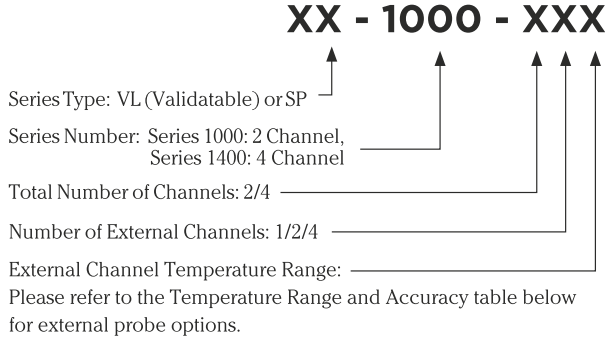 XX - 1000 - XXX
Series Type: VL (Validatable) or SP
Series Number: Series 1000: 2 Channel,
Series 1400: 4 Channel
Total Number of Channels: 2/4
Number of External Channels: 1/2/4
External Channel Temperature Range:
Please refer to the Temperature Range and Accuracy table below
for external probe options.